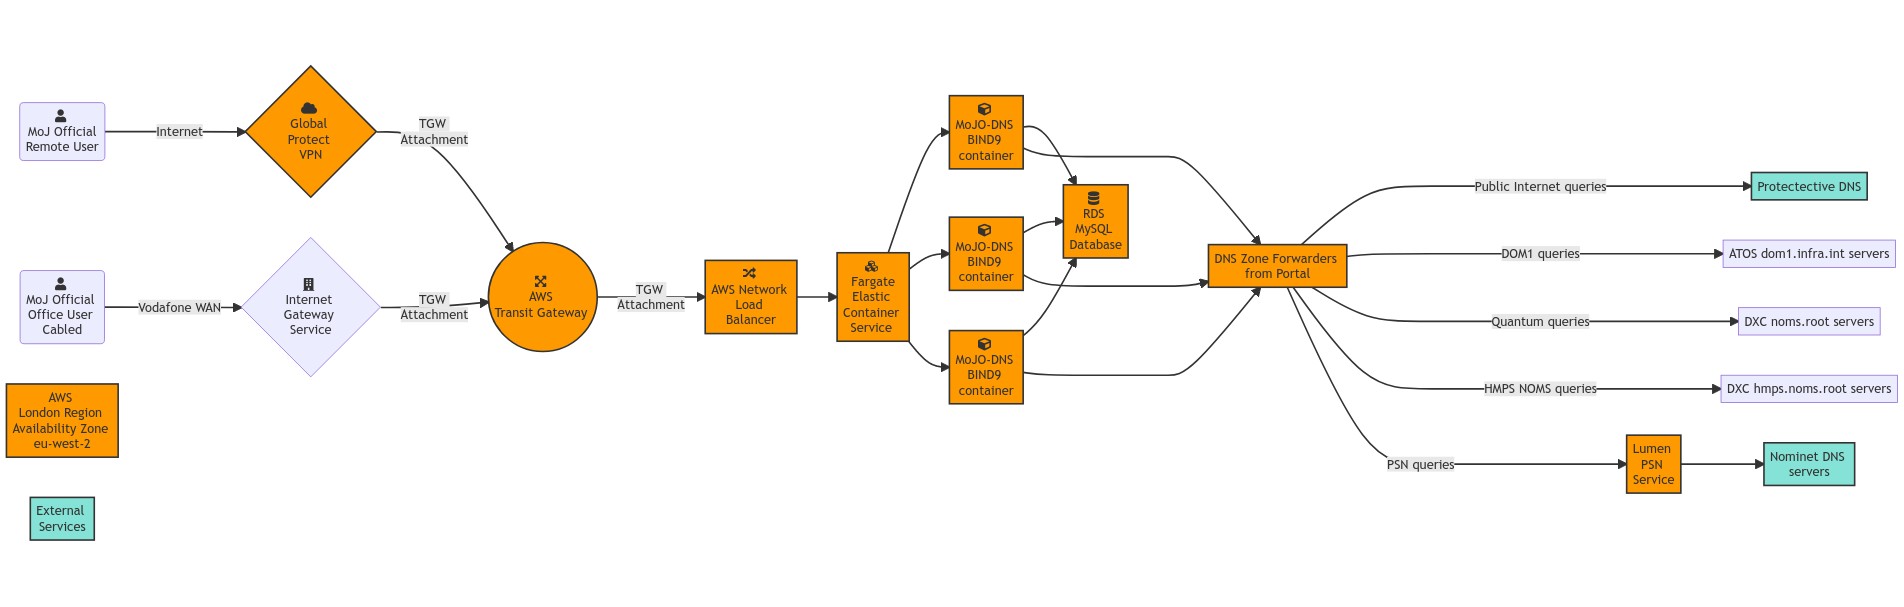 MoJ Official
Remote User
Internet
Global
Protect
VPN
TGW
Attachment
MoJ Official
Office User
Cabled
Vodafone WAN
Internet
Gateway
Service
TGW
Attachment
AWS
Transit Gateway
TGW
Attachment
AWS Network
Load
Balancer
Fargate
Elastic
Container
Service
MoJO-DNS
BIND9
container
MoJO-DNS
BIND9
container
MoJO-DNS
BIND9
container
RDS
MySQL
Database
DNS Zone Forwarders
from Portal
Public Internet queries
Protectective DNS
DOM1 queries
ATOS dom1.infra.int servers
Quantum queries
DXC noms.root servers
HMPS NOMS queries
DXC hmps.noms.root servers
PSN queries
Lumen
PSN
Service
Nominet DNS
servers
AWS
London Region
Availability Zone
eu-west-2
External
Services